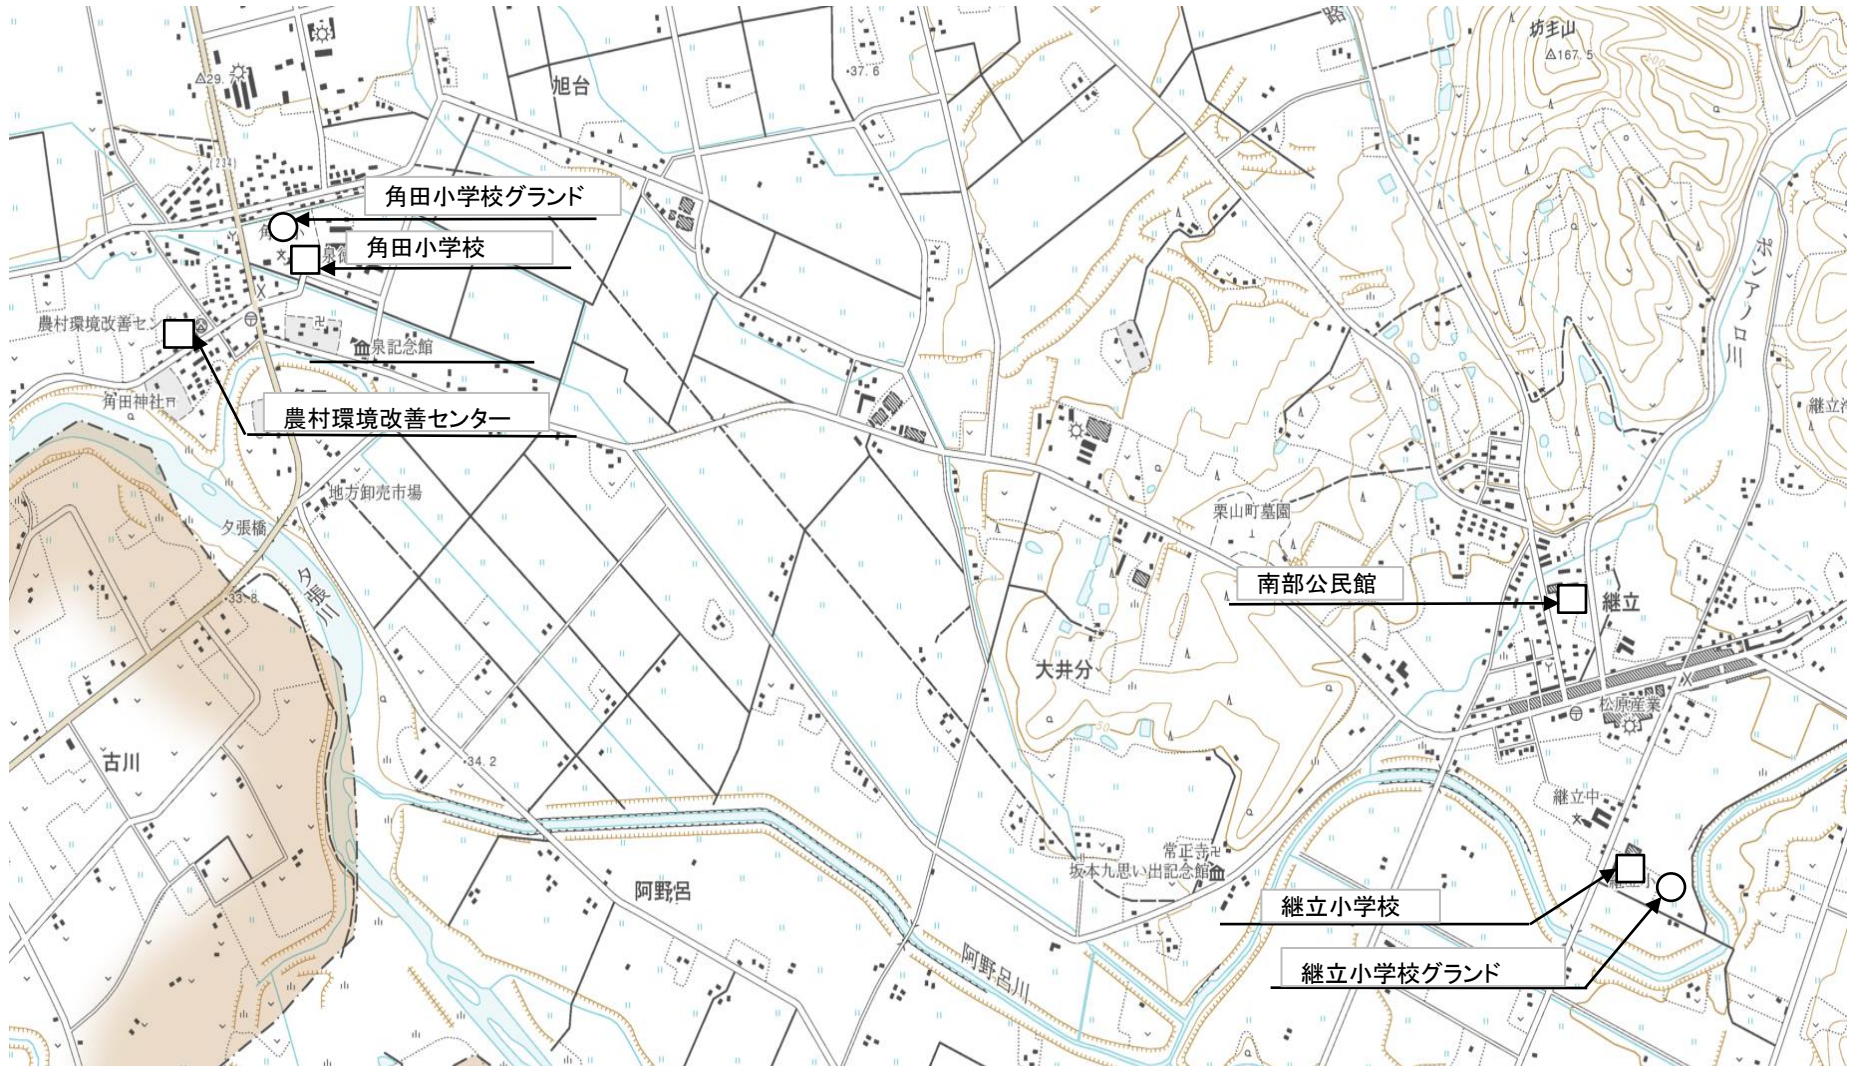 坊主山
△167.5
路
△29.7
・37.6
旭台
(234)
角田小学校グランド
角田小学校
ポンアノロ川
農村環境改善セン
泉記念館
角田神社
農村環境改善センター
継立
地方卸売市場
夕張橋
栗山町墓園
夕張川
・33.8
南部公民館
継立
大井分
松原産業
50
古川
・34.2
継立中
常正寺
坂本九思い出記念館
阿野呂
継立小学校
阿野呂川
継立小学校グランド